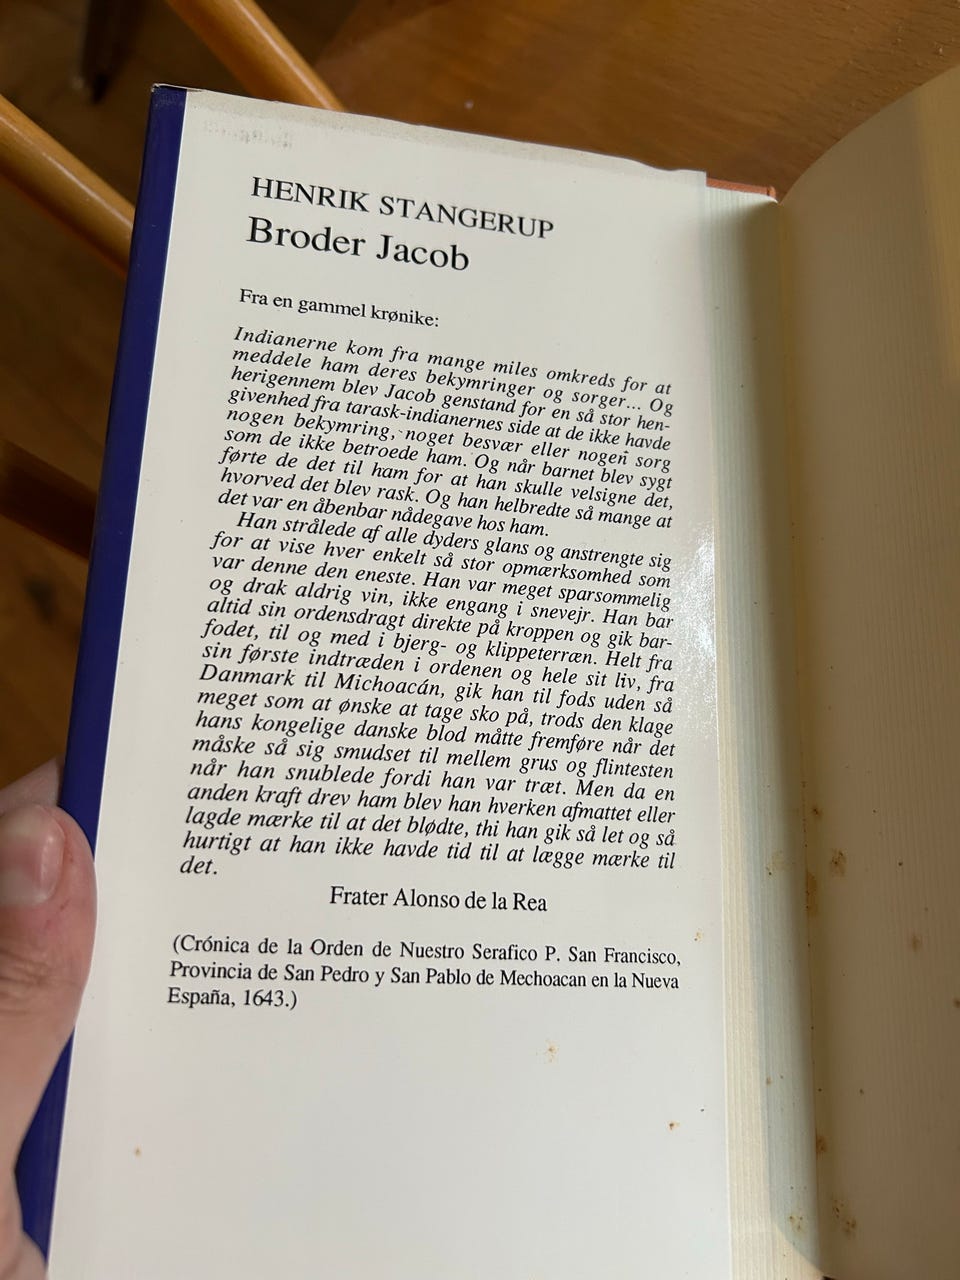 HENRIK STANGERUP
Broder Jacob
Fra en gammel krønike:
Indianerne kom fra mange miles omkreds for at
meddele ham deres bekymringer og sorger... Og
herigennem blev Jacob genstand for en så stor hen-
givenhed fra tarask-indianernes side at de ikke havde
nogen bekymring, noget besvær eller nogen sorg
som de ikke betroede ham. Og når barnet blev sygt
førte de det til ham for at han skulle velsigne det,
hvorved det blev rask. Og han helbredte så mange at
det var en åbenbar nådegave hos ham.
Han strålede af alle dyders glans og anstrengte sig
for at vise hver enkelt så stor opmærksomhed som
var denne den eneste. Han var meget sparsommelig
og drak aldrig vin, ikke engang i snevejr. Han bar
altid sin ordensdragt direkte på kroppen og gik bar-
fodet, til og med i bjerg- og klippeterræn. Helt fra
sin første indtræden i ordenen og hele sit liv, fra
Danmark til Michoacán, gik han til fods uden så
meget som at ønske at tage sko på, trods den klage
hans kongelige danske blod måtte fremføre når det
måske så sig smudset til mellem grus og flintesten
når han snublede fordi han var træt. Men da en
anden kraft drev ham blev han hverken afmattet eller
lagde mærke til at det blødte, thi han gik så let og så
hurtigt at han ikke havde tid til at lægge mærke til
det.
Frater Alonso de la Rea
(Crónica de la Orden de Nuestro Serafico P. San Francisco,
Provincia de San Pedro y San Pablo de Mechoacan en la Nueva
España, 1643.)